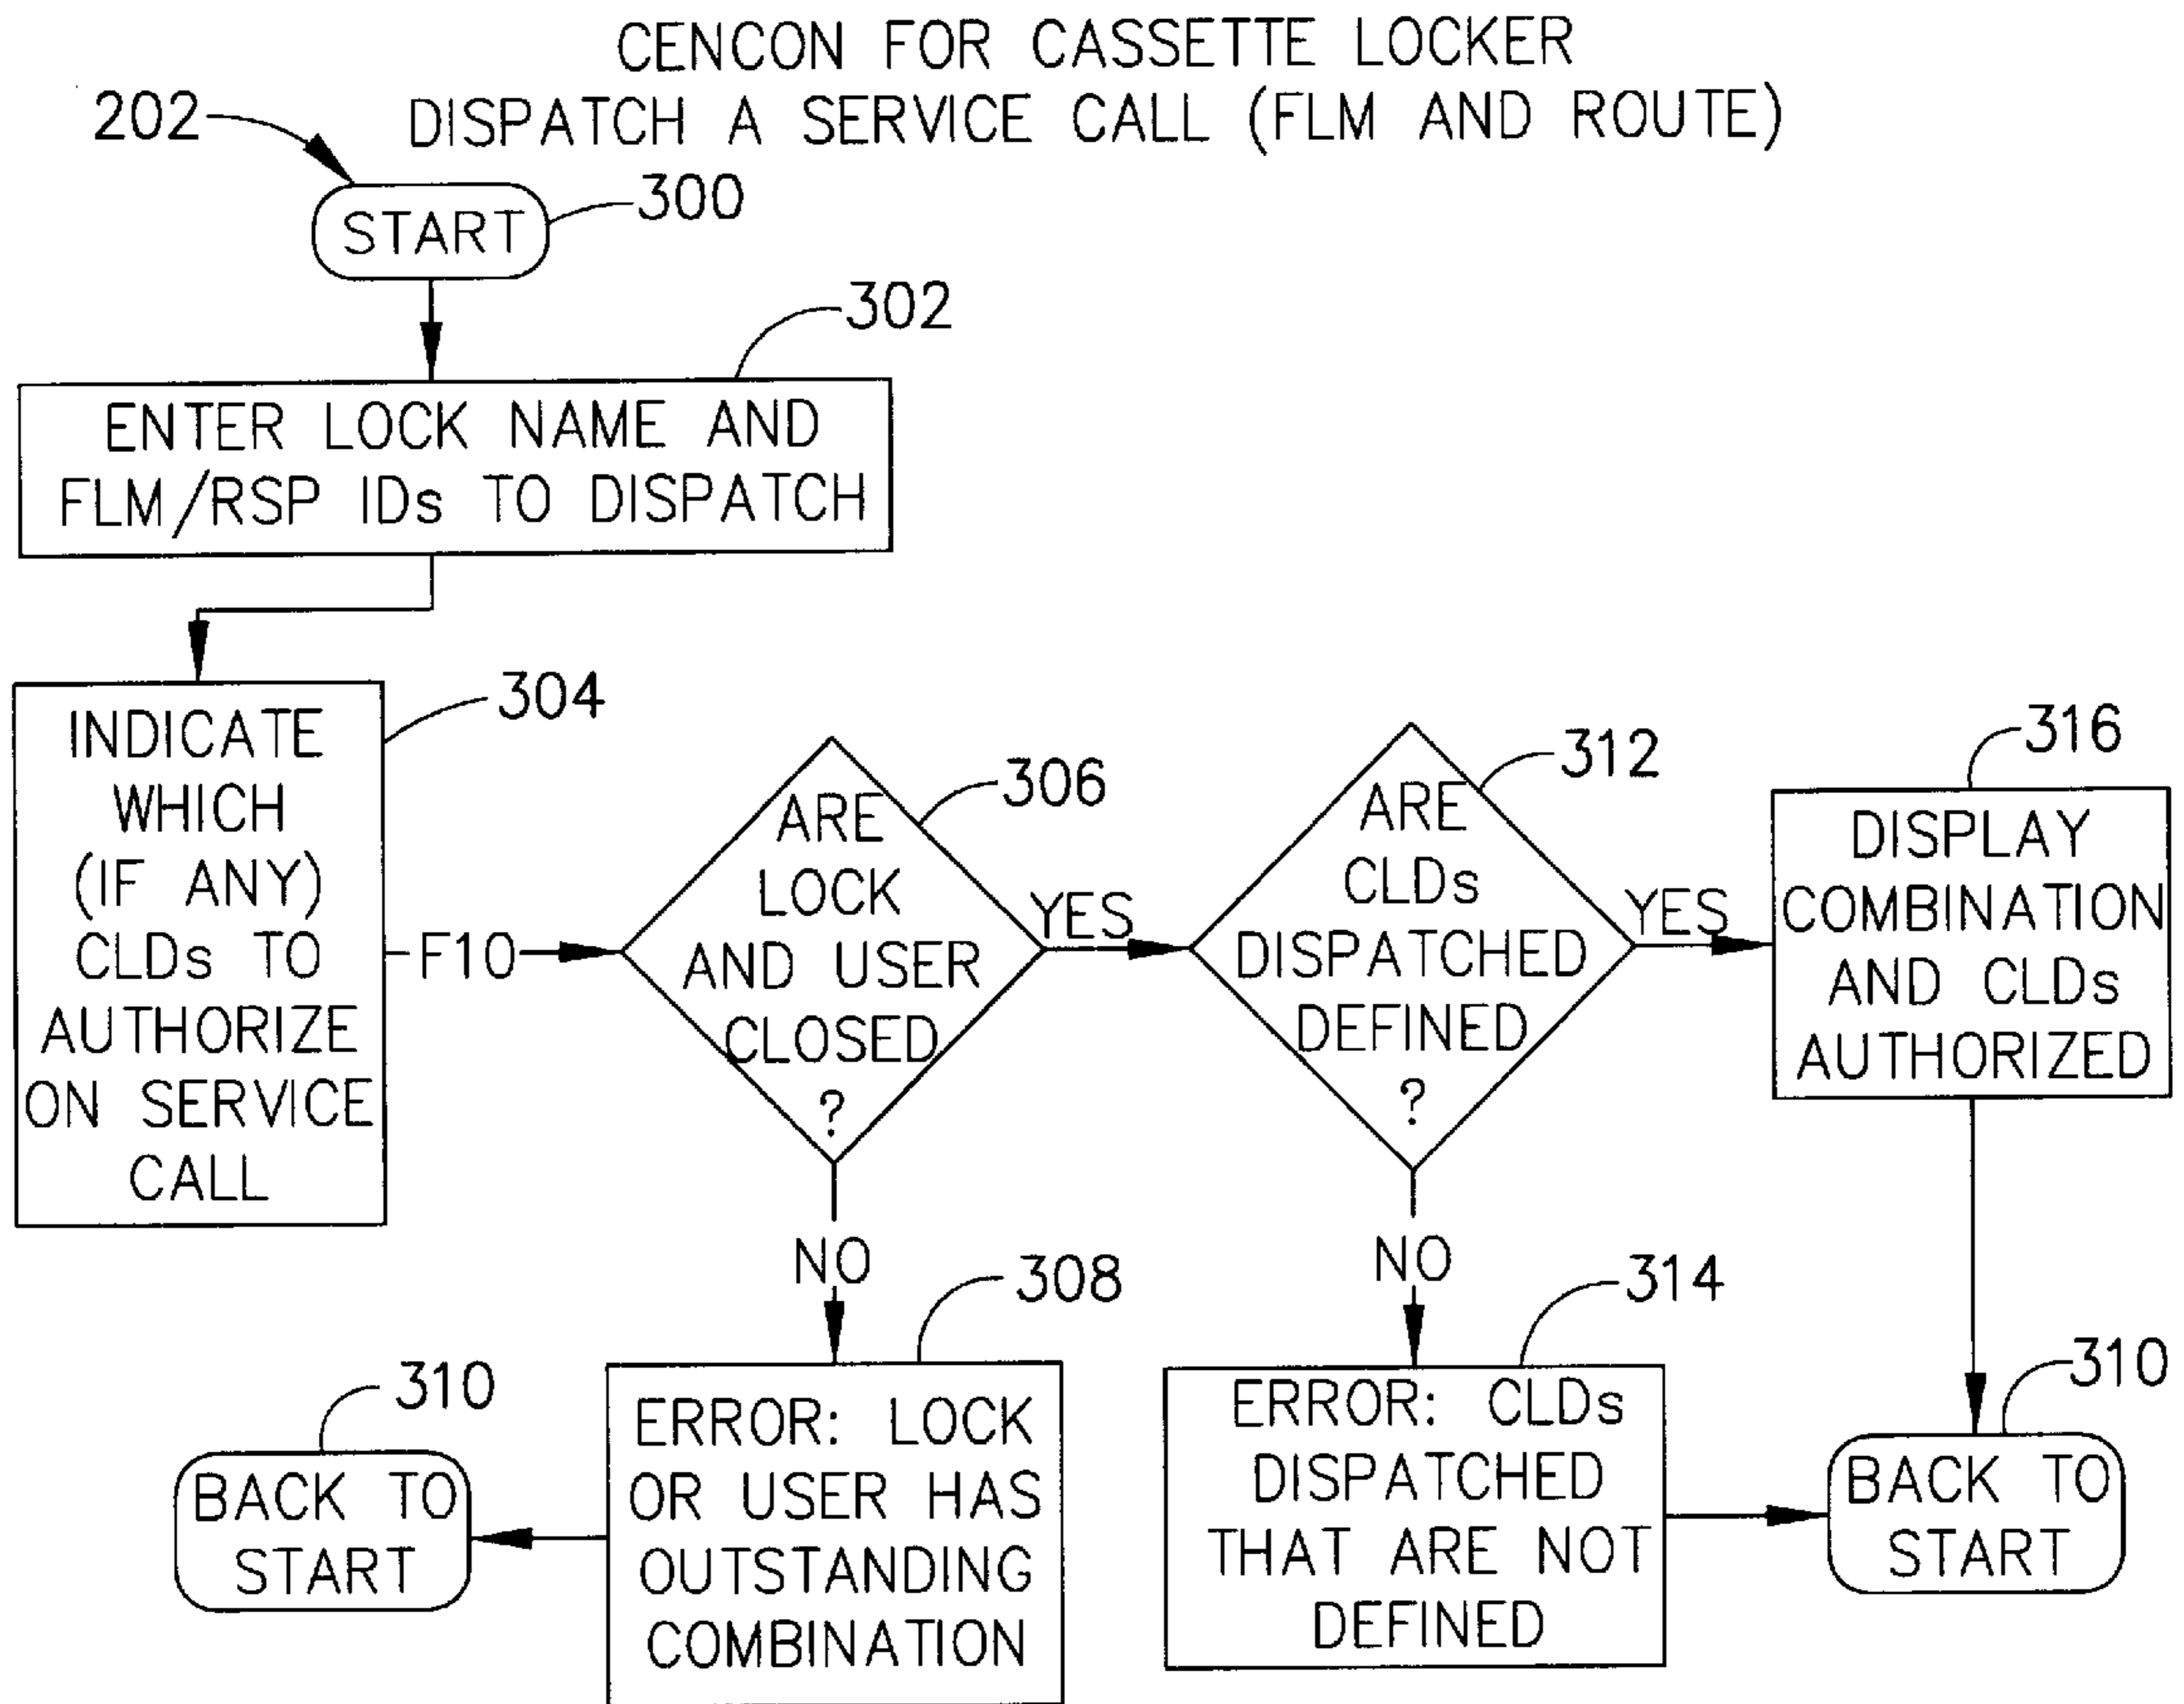 CENCON FOR CASSETTE LOCKER
DISPATCH A SERVICE CALL (FLM AND ROUTE)
202
START
300
302
ENTER LOCK NAME AND
FLM/RSP IDs TO DISPATCH
304
INDICATE
WHICH
(IF ANY)
CLDs TO
AUTHORIZE
ON SERVICE
CALL
F10
306
ARE
LOCK
AND USER
CLOSED
?
YES
NO
312
ARE
CLDs
DISPATCHED
DEFINED
?
YES
NO
316
DISPLAY
COMBINATION
AND CLDs
AUTHORIZED
308
ERROR: LOCK
OR USER HAS
OUTSTANDING
COMBINATION
310
BACK TO
START
314
ERROR: CLDs
DISPATCHED
THAT ARE NOT
DEFINED
310
BACK TO
START